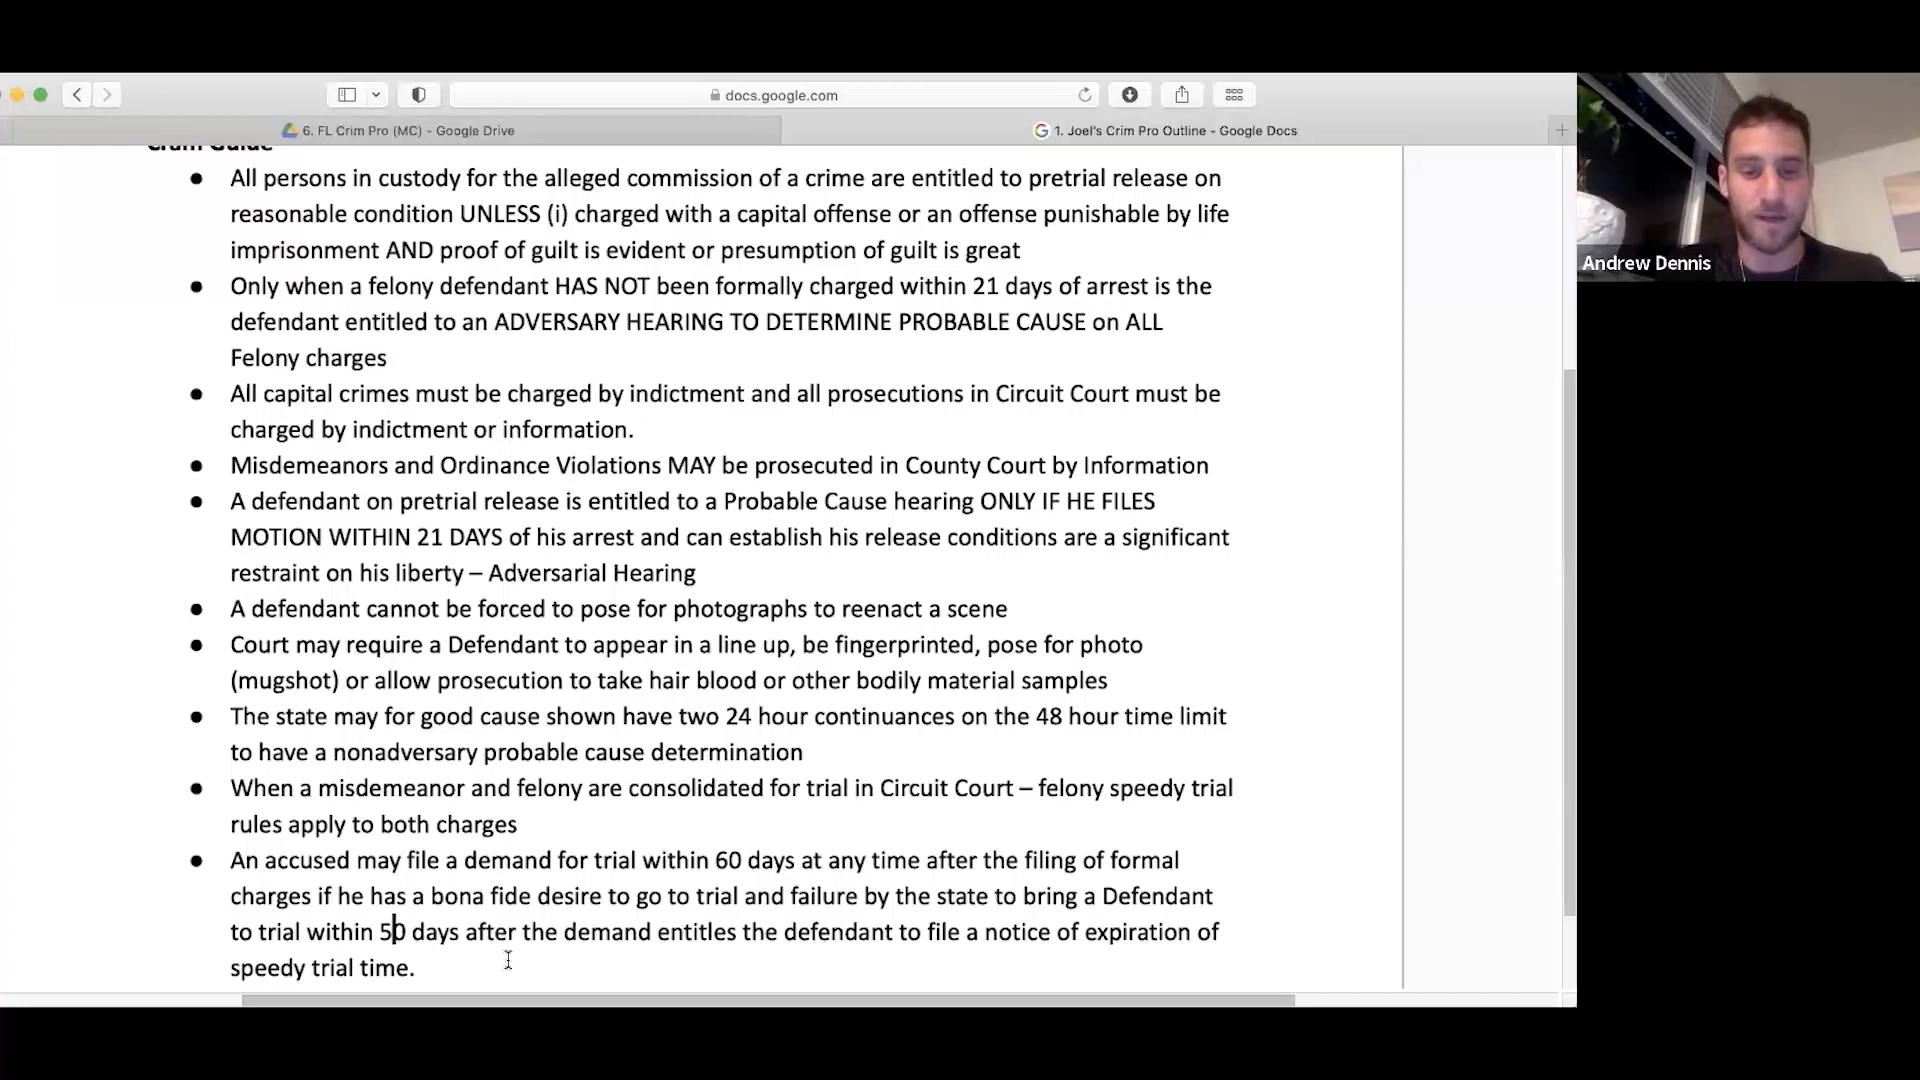 docs.google.com
6. FL Crim Pro (MC) - Google Drive
1. Joel's Crim Pro Outline - Google Docs
Cram Guide
● All persons in custody for the alleged commission of a crime are entitled to pretrial release on
reasonable condition UNLESS (i) charged with a capital offense or an offense punishable by life
imprisonment AND proof of guilt is evident or presumption of guilt is great
● Only when a felony defendant HAS NOT been formally charged within 21 days of arrest is the
defendant entitled to an ADVERSARY HEARING TO DETERMINE PROBABLE CAUSE on ALL
Felony charges
● All capital crimes must be charged by indictment and all prosecutions in Circuit Court must be
charged by indictment or information.
● Misdemeanors and Ordinance Violations MAY be prosecuted in County Court by Information
● A defendant on pretrial release is entitled to a Probable Cause hearing ONLY IF HE FILES
MOTION WITHIN 21 DAYS of his arrest and can establish his release conditions are a significant
restraint on his liberty – Adversarial Hearing
● A defendant cannot be forced to pose for photographs to reenact a scene
● Court may require a Defendant to appear in a line up, be fingerprinted, pose for photo
(mugshot) or allow prosecution to take hair blood or other bodily material samples
● The state may for good cause shown have two 24 hour continuances on the 48 hour time limit
to have a nonadversary probable cause determination
● When a misdemeanor and felony are consolidated for trial in Circuit Court – felony speedy trial
rules apply to both charges
● An accused may file a demand for trial within 60 days at any time after the filing of formal
charges if he has a bona fide desire to go to trial and failure by the state to bring a Defendant
to trial within 50 days after the demand entitles the defendant to file a notice of expiration of
speedy trial time.
Andrew Dennis